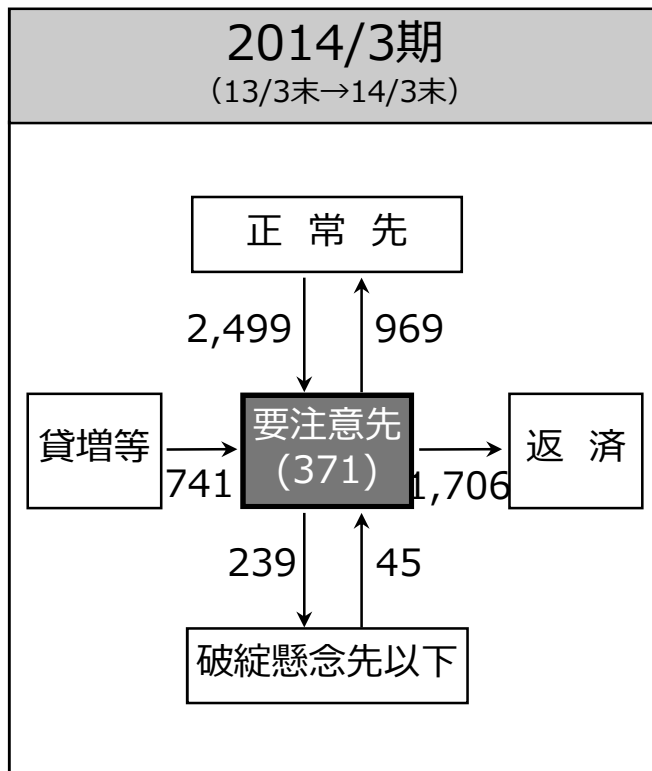 2014/3期
（13/3末→14/3末）
正 常 先
2,499
969
貸増等
741
要注意先
(371)
1,706
返 済
239
45
破綻懸念先以下